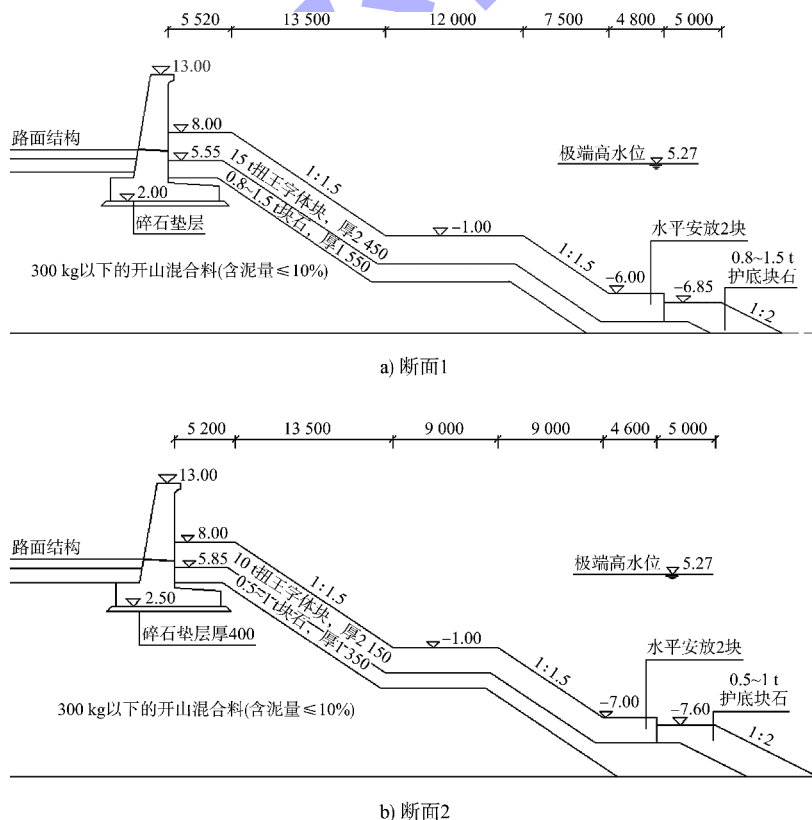 5 520 13 500 12 000 7 500 4 800 5 000
13.00
路面结构
8.00
5.55
2.00
碎石垫层
15 t扭王字体块，厚2 450
0.8~1.5 t块石，厚1 550
1:1.5
极端高水位 5.27
-1.00
1:1.5
水平安放2块
-6.00
-6.85
0.8~1.5 t
护底块石
1:2
300 kg以下的开山混合料(含泥量≤10%)
a) 断面1
5 200 13 500 9 000 9 000 4 600 5 000
13.00
路面结构
8.00
5.85
2.50
碎石垫层厚400
10 t扭王字体块，厚2 150
0.5~1 t块石，厚1 350
1:1.5
极端高水位 5.27
-1.00
1:1.5
水平安放2块
-7.00
-7.60
0.5~1 t
护底块石
1:2
300 kg以下的开山混合料(含泥量≤10%)
b) 断面2